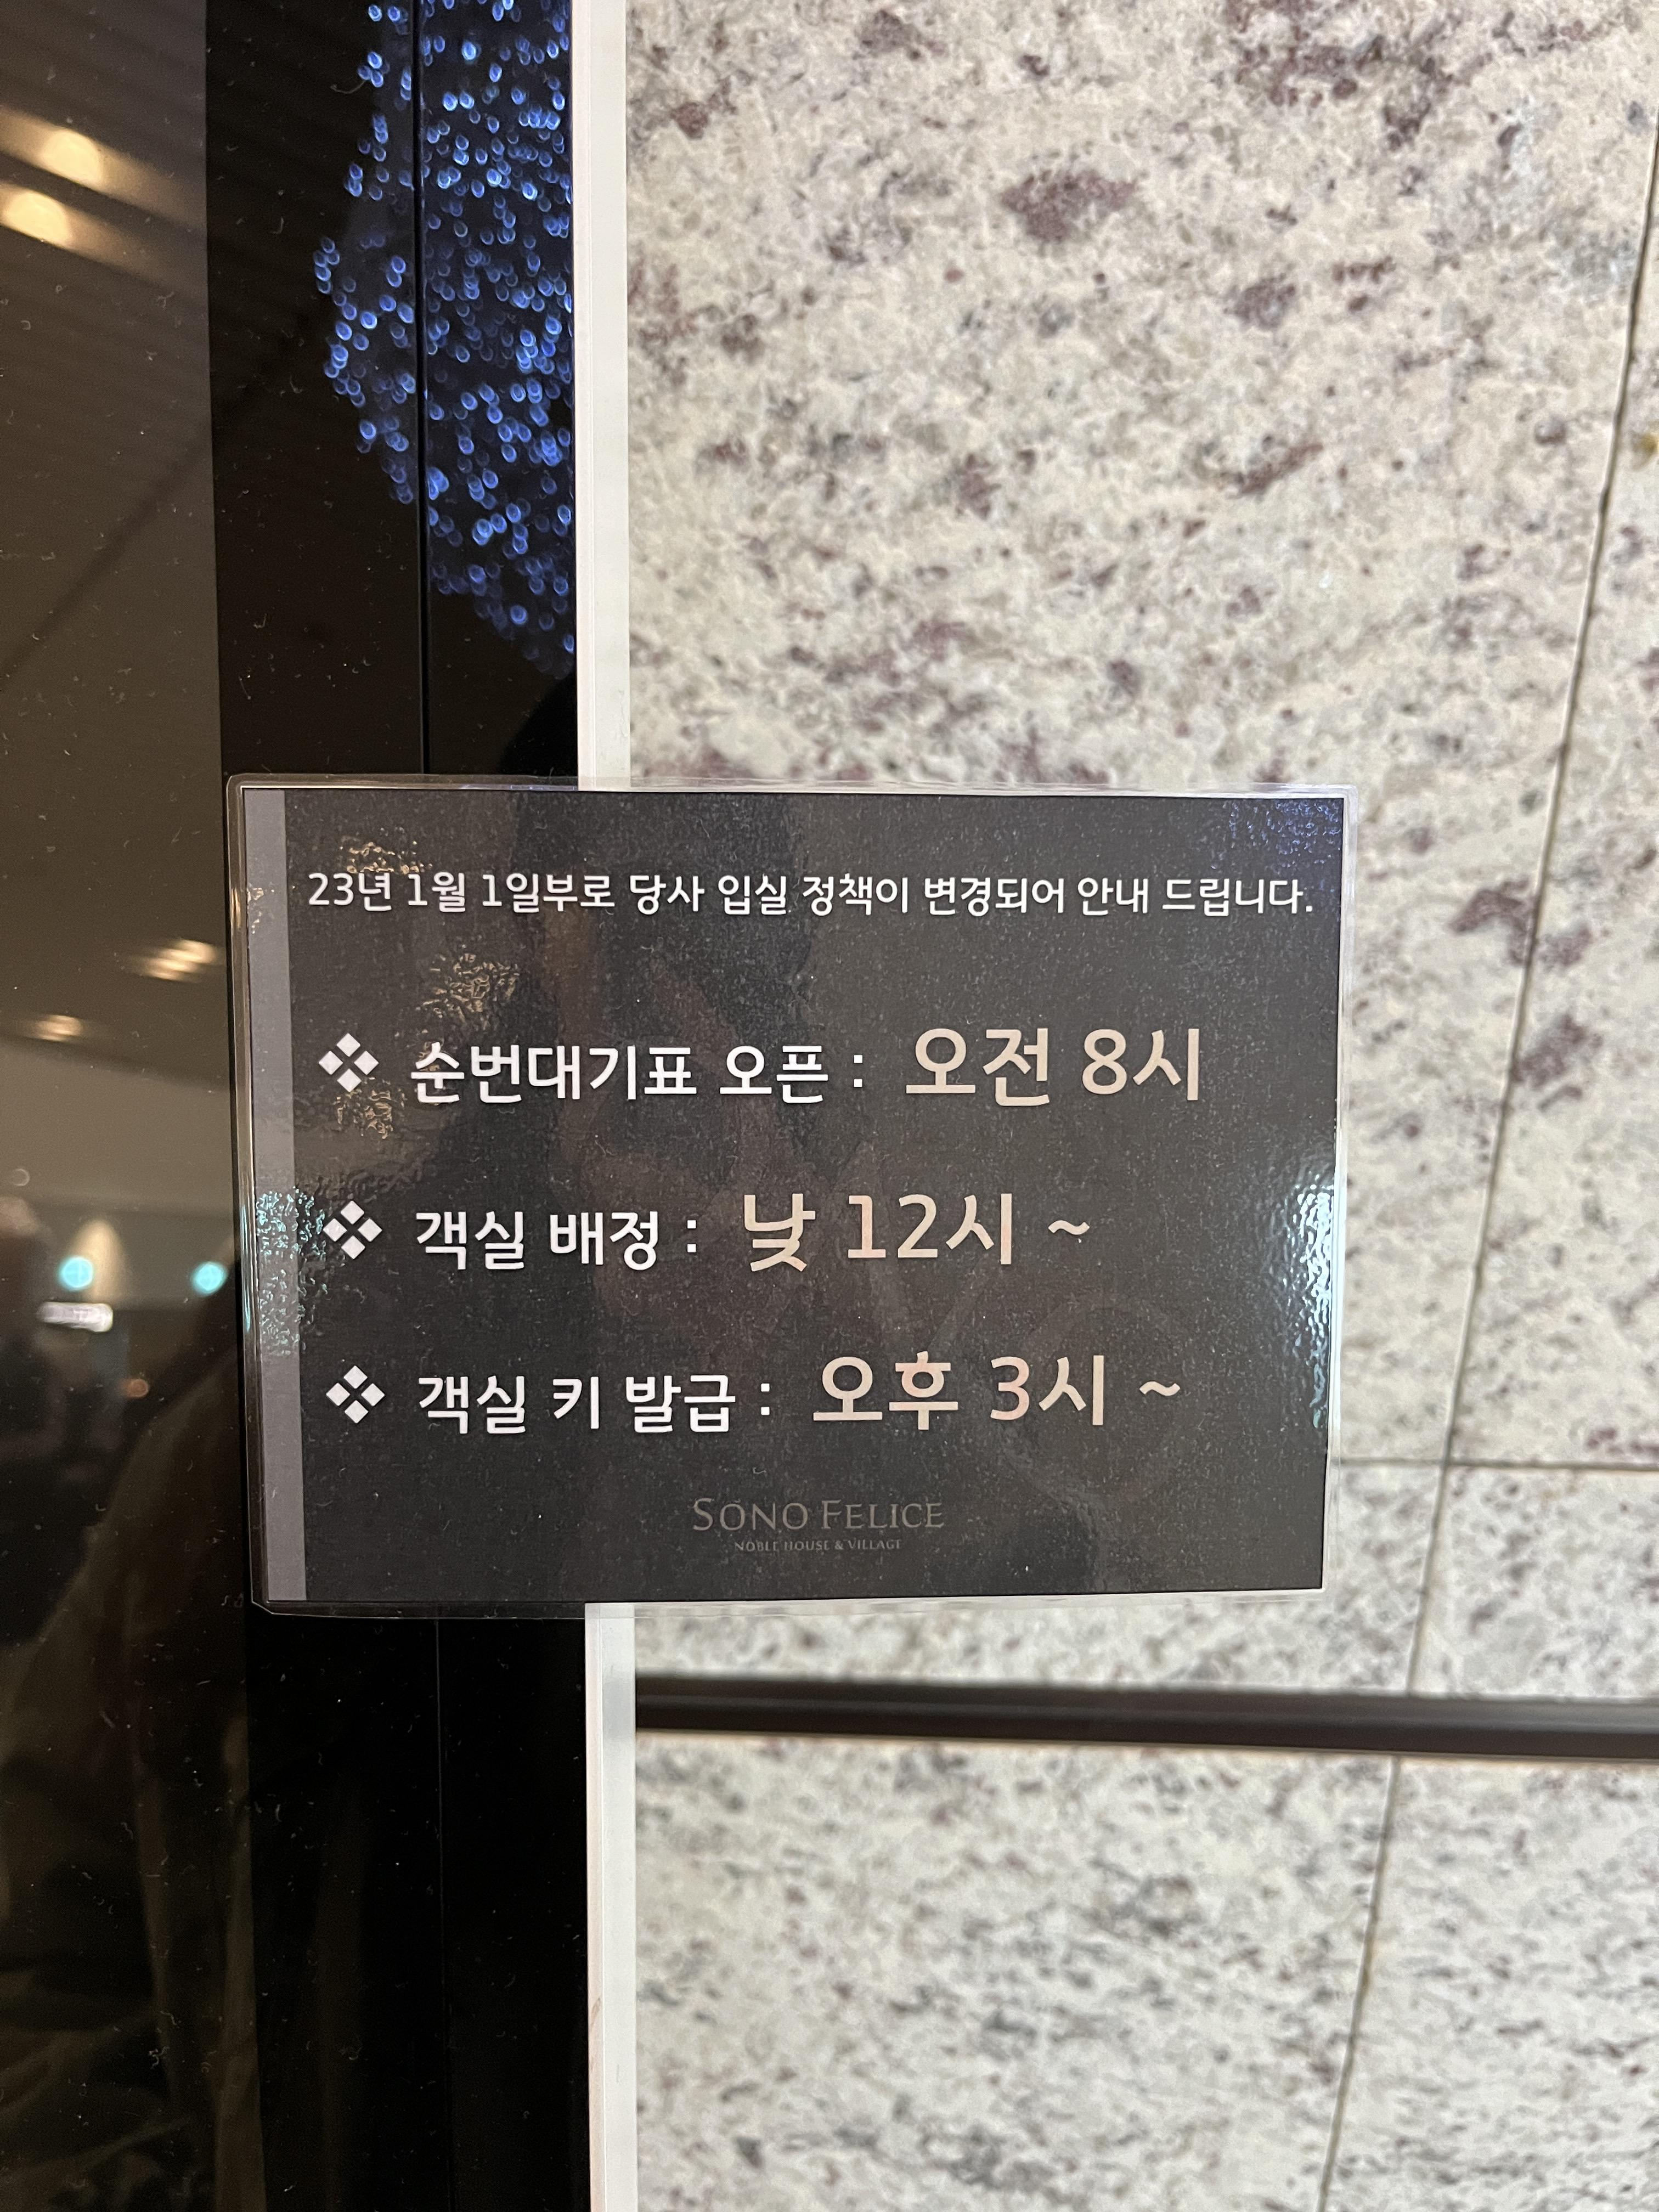 23년 1월 1일부로 당사 입실 정책이 변경되어 안내 드립니다.
❖ 순번대기표 오픈 : 오전 8시
❖ 객실 배정 : 낮 12시 ~
❖ 객실 키 발급 : 오후 3시 ~
SONO FELICE
NOBLE HOUSE & VILLAGE